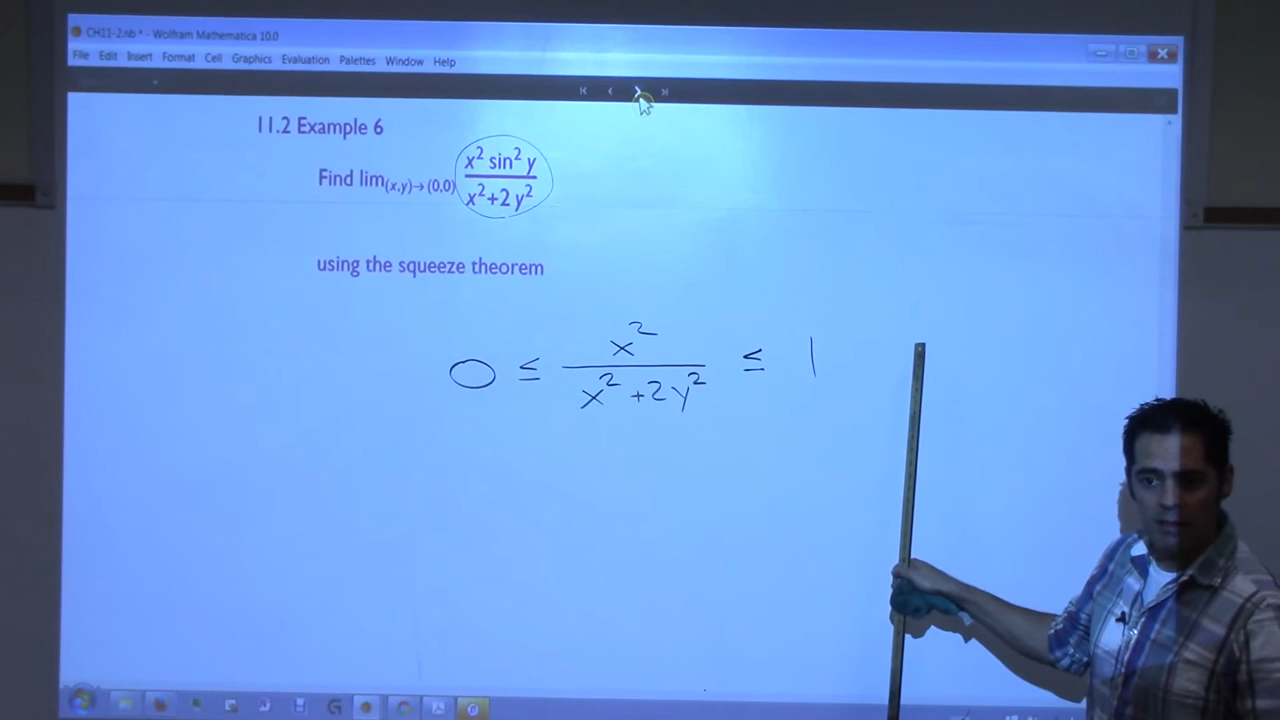 CH11-2.nb * - Wolfram Mathematica 10.0
File Edit Insert Format Cell Graphics Evaluation Palettes Window Help
11.2 Example 6
Find lim(x,y)→(0,0) x² sin² y / x²+2 y²
using the squeeze theorem
0 ≤ x² / x² + 2y² ≤ 1